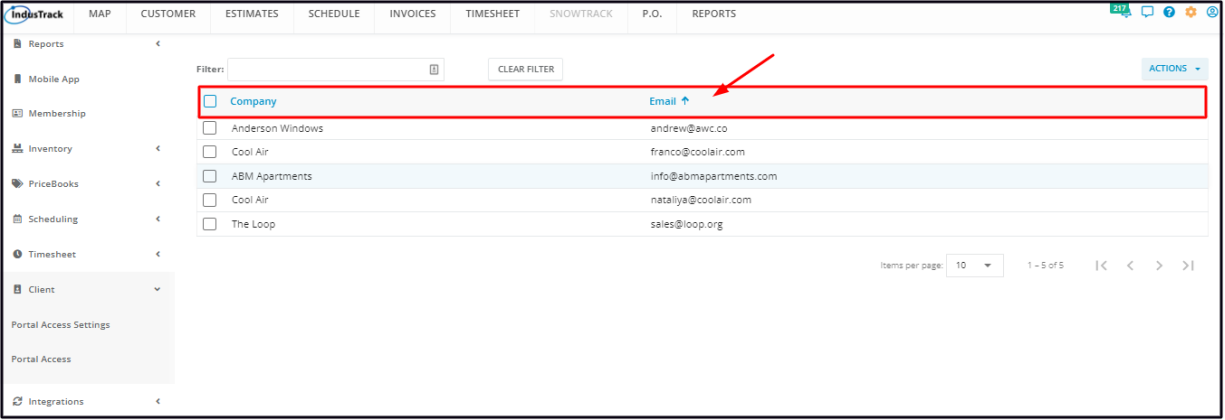 IndusTrack MAP CUSTOMER ESTIMATES SCHEDULE INVOICES TIMESHEET SNOWTRACK P.O. REPORTS 217
Reports
Mobile App
Membership
Inventory
PriceBooks
Scheduling
Timesheet
Client
Portal Access Settings
Portal Access
Integrations
Filter: CLEAR FILTER ACTIONS
Company Email
Anderson Windows andrew@awc.co
Cool Air franco@coolair.com
ABM Apartments info@abmapartments.com
Cool Air nataliya@coolair.com
The Loop sales@loop.org
Items per page: 10 1 – 5 of 5